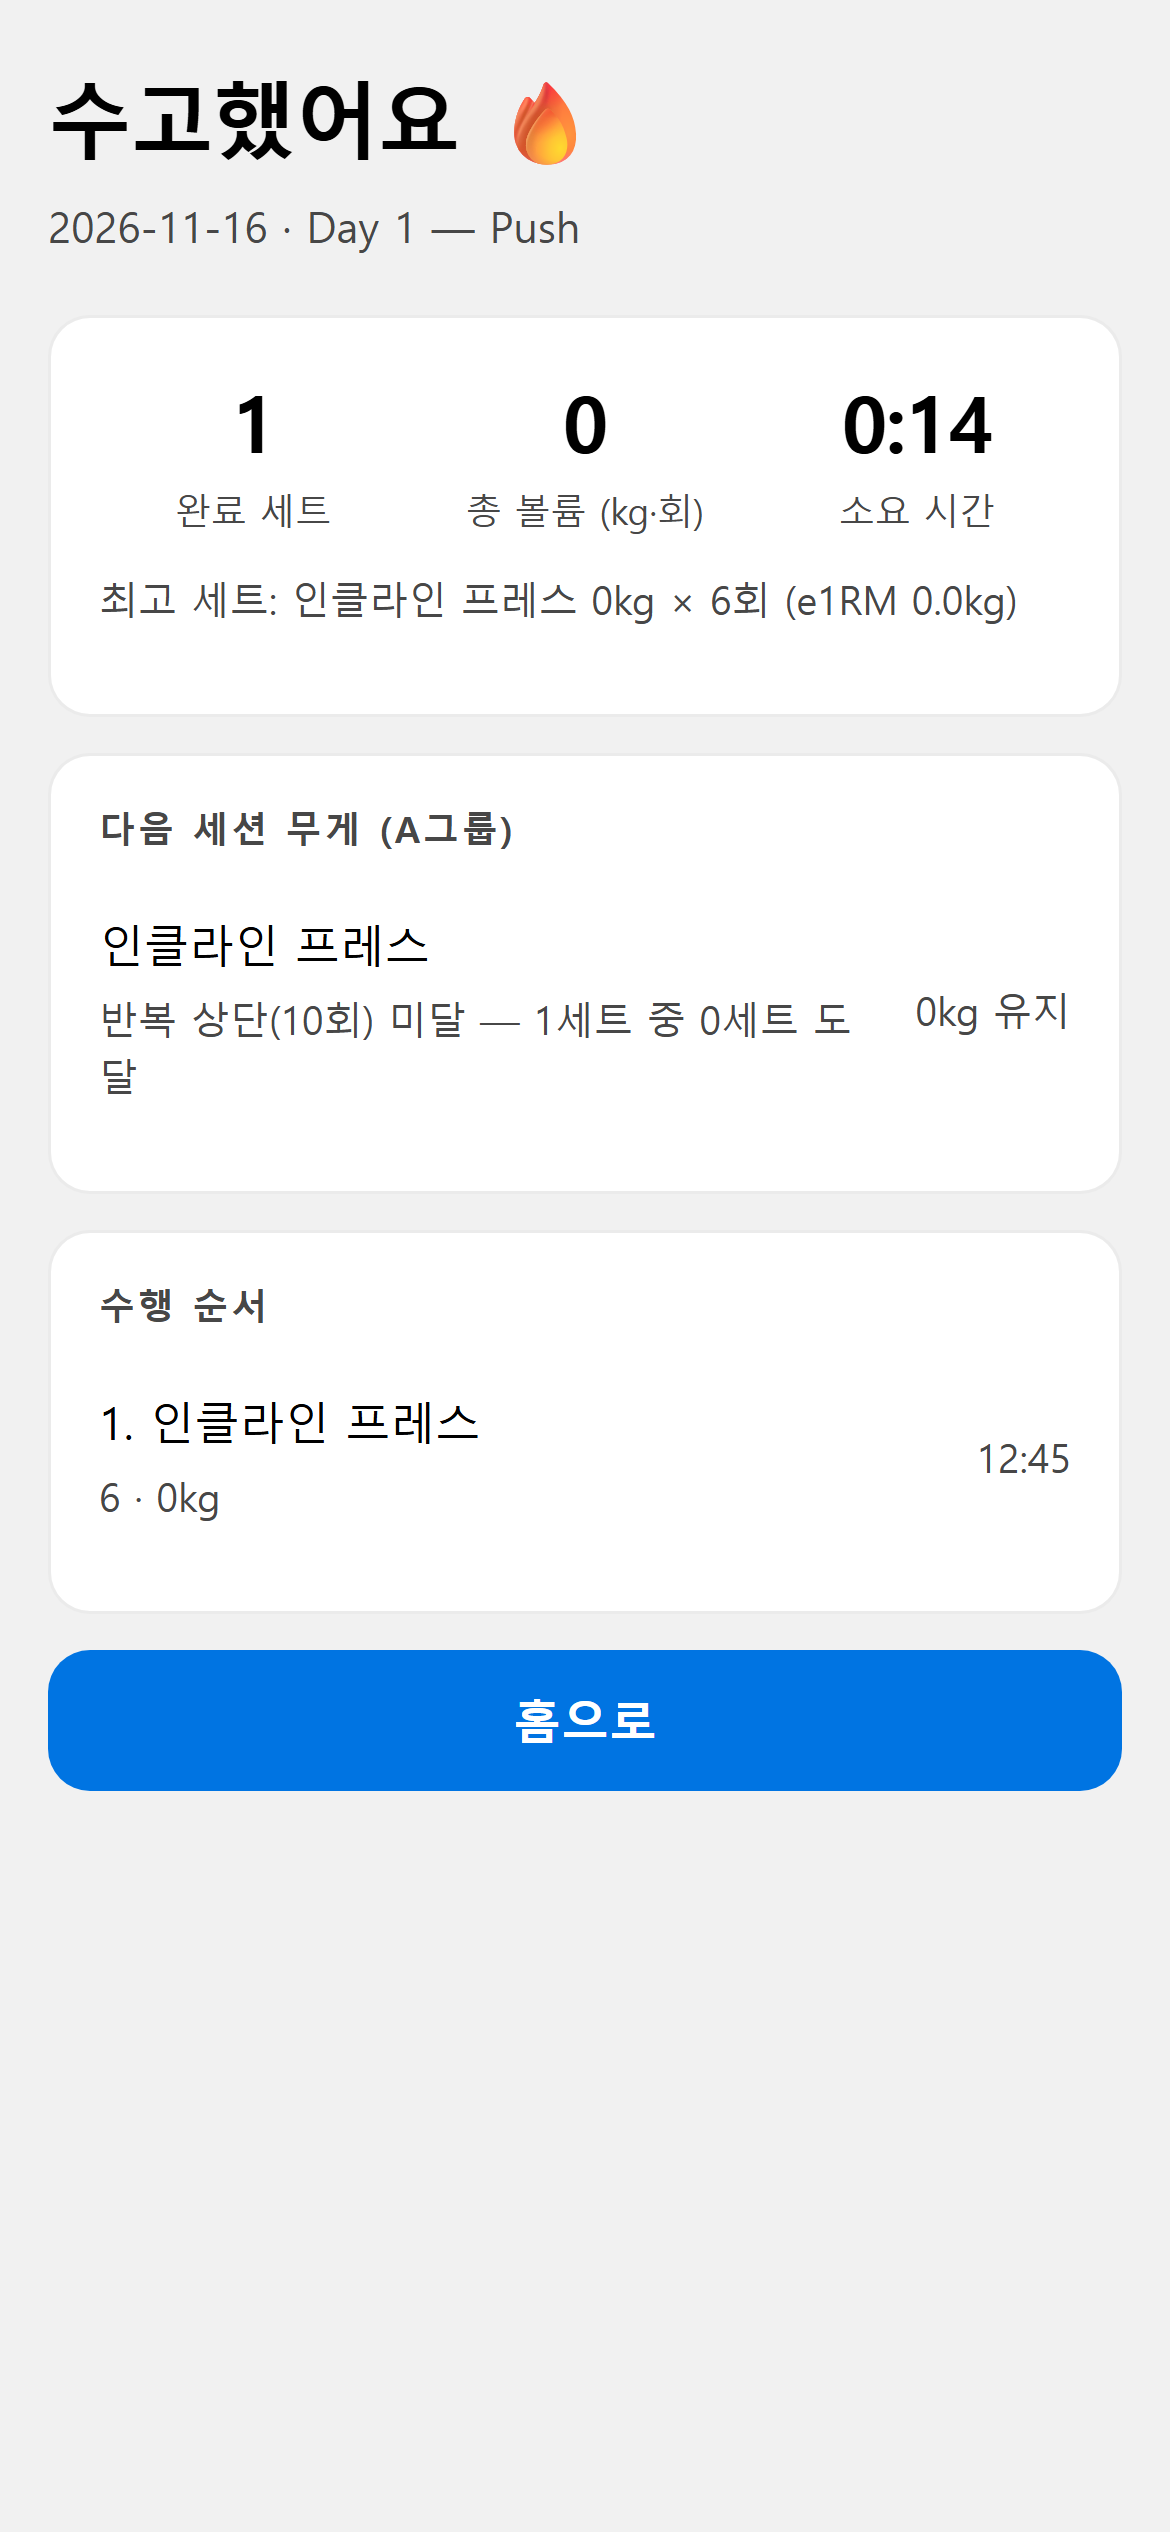 수고했어요 🔥
2026-11-16 · Day 1 — Push
1
0
0:14
완료 세트
총 볼륨 (kg·회)
소요 시간
최고 세트: 인클라인 프레스 0kg × 6회 (e1RM 0.0kg)
다음 세션 무게 (A그룹)
인클라인 프레스
반복 상단(10회) 미달 — 1세트 중 0세트 도
달
0kg 유지
수행 순서
1. 인클라인 프레스
6 · 0kg
12:45
홈으로